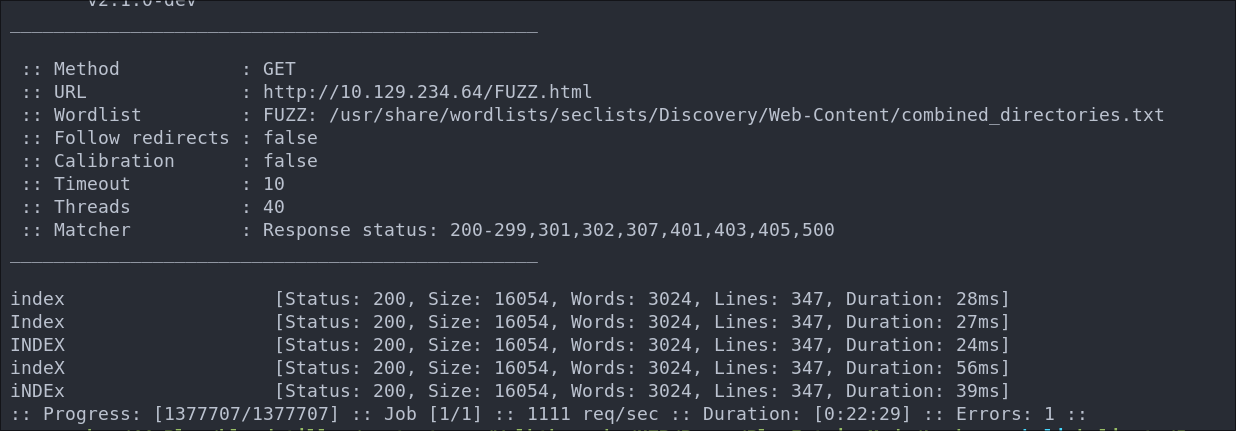 v2.1.0-dev
________________________________________________
:: Method           : GET
:: URL              : http://10.129.234.64/FUZZ.html
:: Wordlist         : FUZZ: /usr/share/wordlists/seclists/Discovery/Web-Content/combined_directories.txt
:: Follow redirects : false
:: Calibration      : false
:: Timeout          : 10
:: Threads          : 40
:: Matcher          : Response status: 200-299,301,302,307,401,403,405,500
________________________________________________
index                   [Status: 200, Size: 16054, Words: 3024, Lines: 347, Duration: 28ms]
Index                   [Status: 200, Size: 16054, Words: 3024, Lines: 347, Duration: 27ms]
INDEX                   [Status: 200, Size: 16054, Words: 3024, Lines: 347, Duration: 24ms]
indeX                   [Status: 200, Size: 16054, Words: 3024, Lines: 347, Duration: 56ms]
iNDEx                   [Status: 200, Size: 16054, Words: 3024, Lines: 347, Duration: 39ms]
:: Progress: [1377707/1377707] :: Job [1/1] :: 1111 req/sec :: Duration: [0:22:29] :: Errors: 1 ::